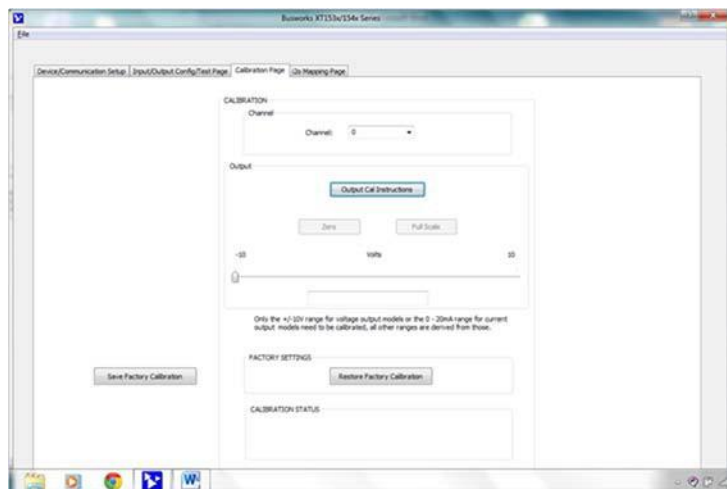 Busworks XT153x/154x Series
File
Device/Communication Setup
Input/Output Config/Test Page
Calibration Page
i2o Mapping Page
CALIBRATION
Channel
Channel: 0
Output
Output Cal Instructions
Zero
Full Scale
-10 Volts 10
Only the +/-10V range for voltage output models or the 0 - 20mA range for current
output models need to be calibrated, all other ranges are derived from those.
FACTORY SETTINGS
Save Factory Calibration
Restore Factory Calibration
CALIBRATION STATUS